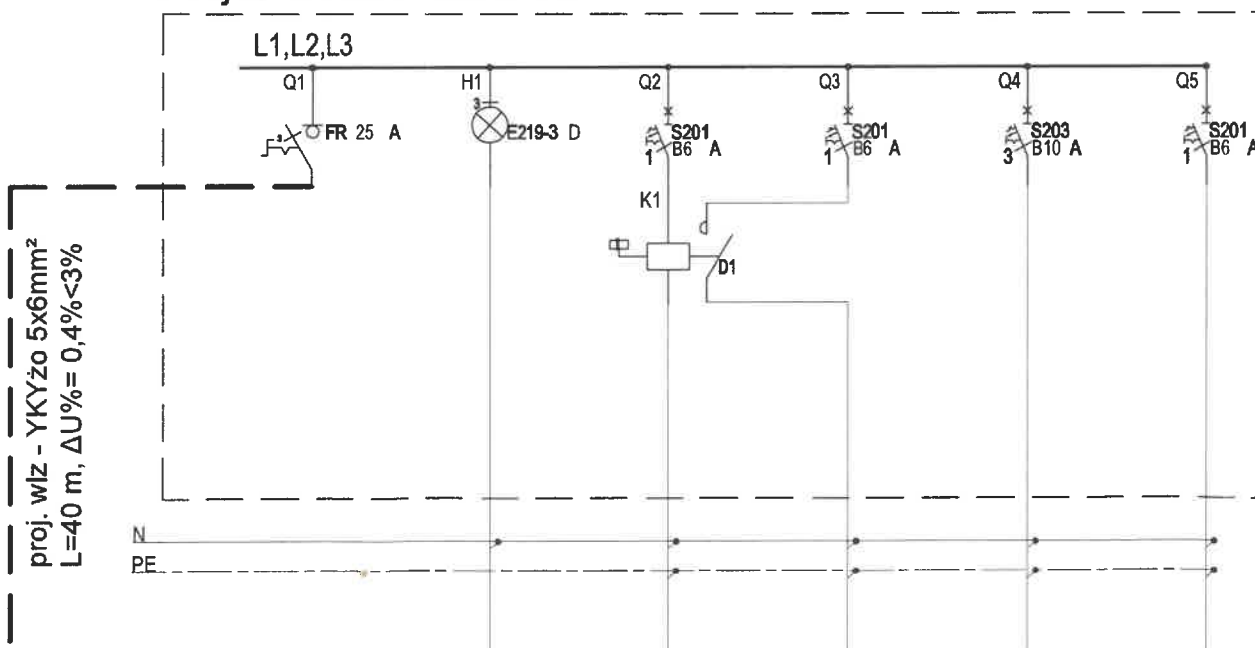 L1,L2,L3
Q1
H1
Q2
Q3
Q4
Q5
3
FR 25 A
3
E219-3 D
S201
1 B6 A
S201
1 B6 A
S203
3 B10 A
S201
1 B6 A
K1
D1
proj. wlz - YKYżo 5x6mm²
L=40 m, ΔU%= 0,4%<3%
N
PE